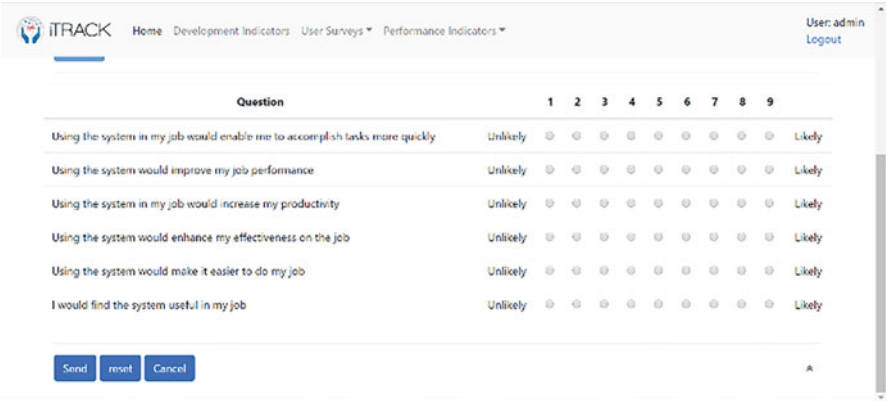 iTRACK Home Development Indicators User Surveys Performance Indicators User: admin
Logout
Question 1 2 3 4 5 6 7 8 9
Using the system in my job would enable me to accomplish tasks more quickly Unlikely Likely
Using the system would improve my job performance Unlikely Likely
Using the system in my job would increase my productivity Unlikely Likely
Using the system would enhance my effectiveness on the job Unlikely Likely
Using the system would make it easier to do my job Unlikely Likely
I would find the system useful in my job Unlikely Likely
Send reset Cancel